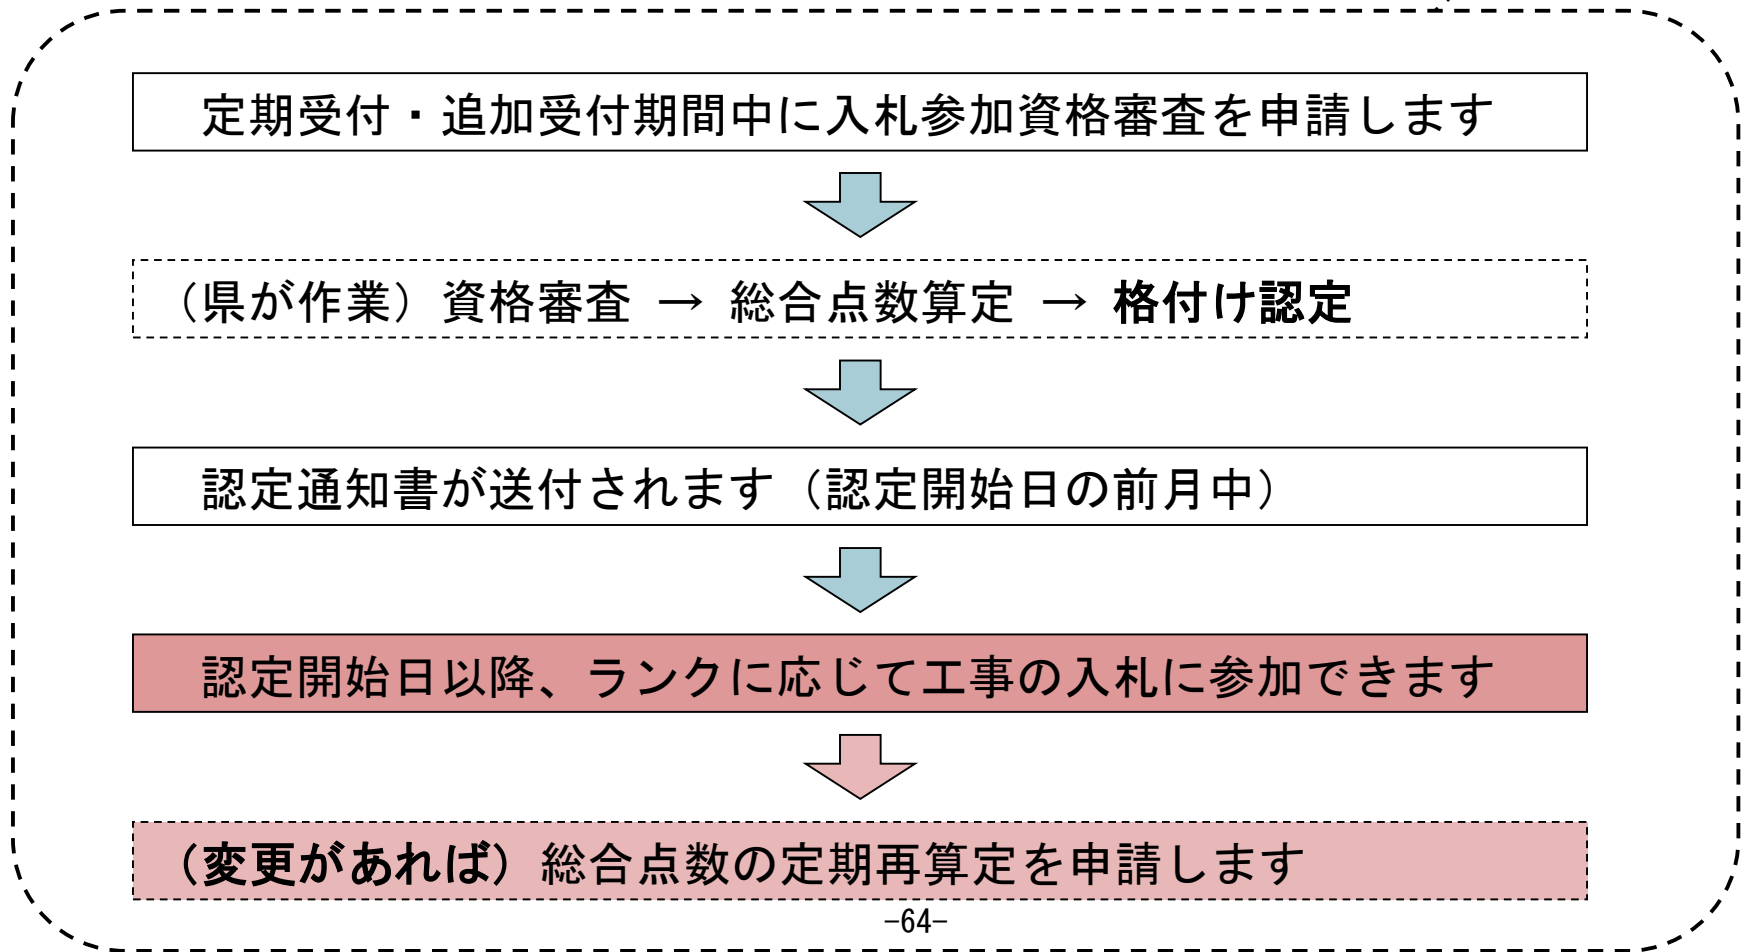 定期受付・追加受付期間中に入札参加資格審査を申請します
（県が作業）資格審査 → 総合点数算定 → 格付け認定
認定通知書が送付されます（認定開始日の前月中）
認定開始日以降、ランクに応じて工事の入札に参加できます
（変更があれば）総合点数の定期再算定を申請します
-64-